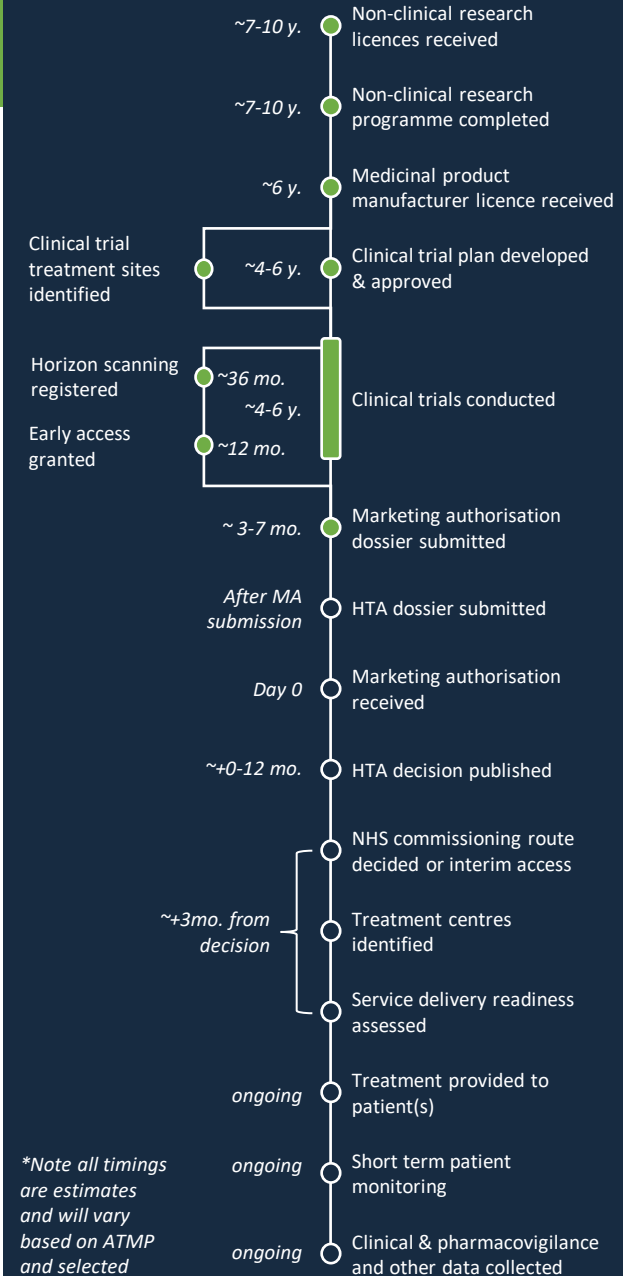 ~7-10 y.
Non-clinical research
licences received
~7-10 y.
Non-clinical research
programme completed
~6 y.
Medicinal product
manufacturer licence received
Clinical trial
treatment sites
identified
~4-6 y.
Clinical trial plan developed
& approved
Horizon scanning
registered
~36 mo.
~4-6 y.
Clinical trials conducted
Early access
granted
~12 mo.
~ 3-7 mo.
Marketing authorisation
dossier submitted
After MA
submission
HTA dossier submitted
Day 0
Marketing authorisation
received
~+0-12 mo.
HTA decision published
NHS commissioning route
decided or interim access
~+3mo. from
decision
Treatment centres
identified
Service delivery readiness
assessed
ongoing
Treatment provided to
patient(s)
ongoing
Short term patient
monitoring
ongoing
Clinical & pharmacovigilance
and other data collected
*Note all timings
are estimates
and will vary
based on ATMP
and selected